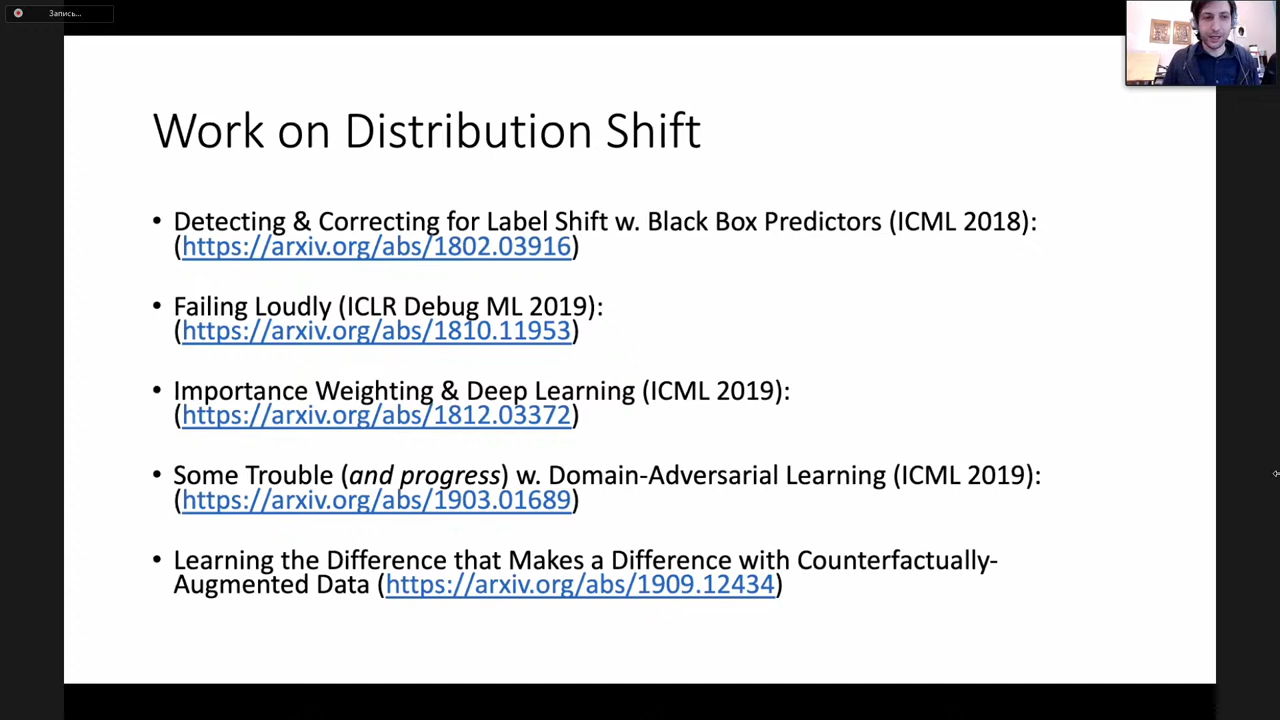 Запись...
Work on Distribution Shift
• Detecting & Correcting for Label Shift w. Black Box Predictors (ICML 2018):
(https://arxiv.org/abs/1802.03916)
• Failing Loudly (ICLR Debug ML 2019):
(https://arxiv.org/abs/1810.11953)
• Importance Weighting & Deep Learning (ICML 2019):
(https://arxiv.org/abs/1812.03372)
• Some Trouble (and progress) w. Domain-Adversarial Learning (ICML 2019):
(https://arxiv.org/abs/1903.01689)
• Learning the Difference that Makes a Difference with Counterfactually-
Augmented Data (https://arxiv.org/abs/1909.12434)